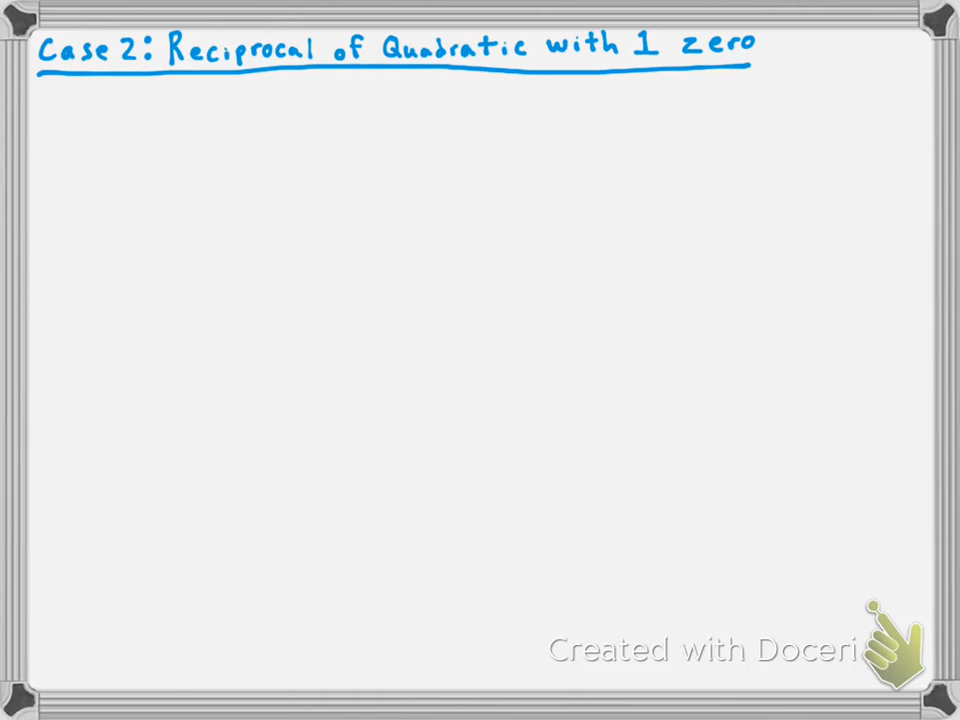 Case 2: Reciprocal of Quadratic with 1 zero
Created with Doceri